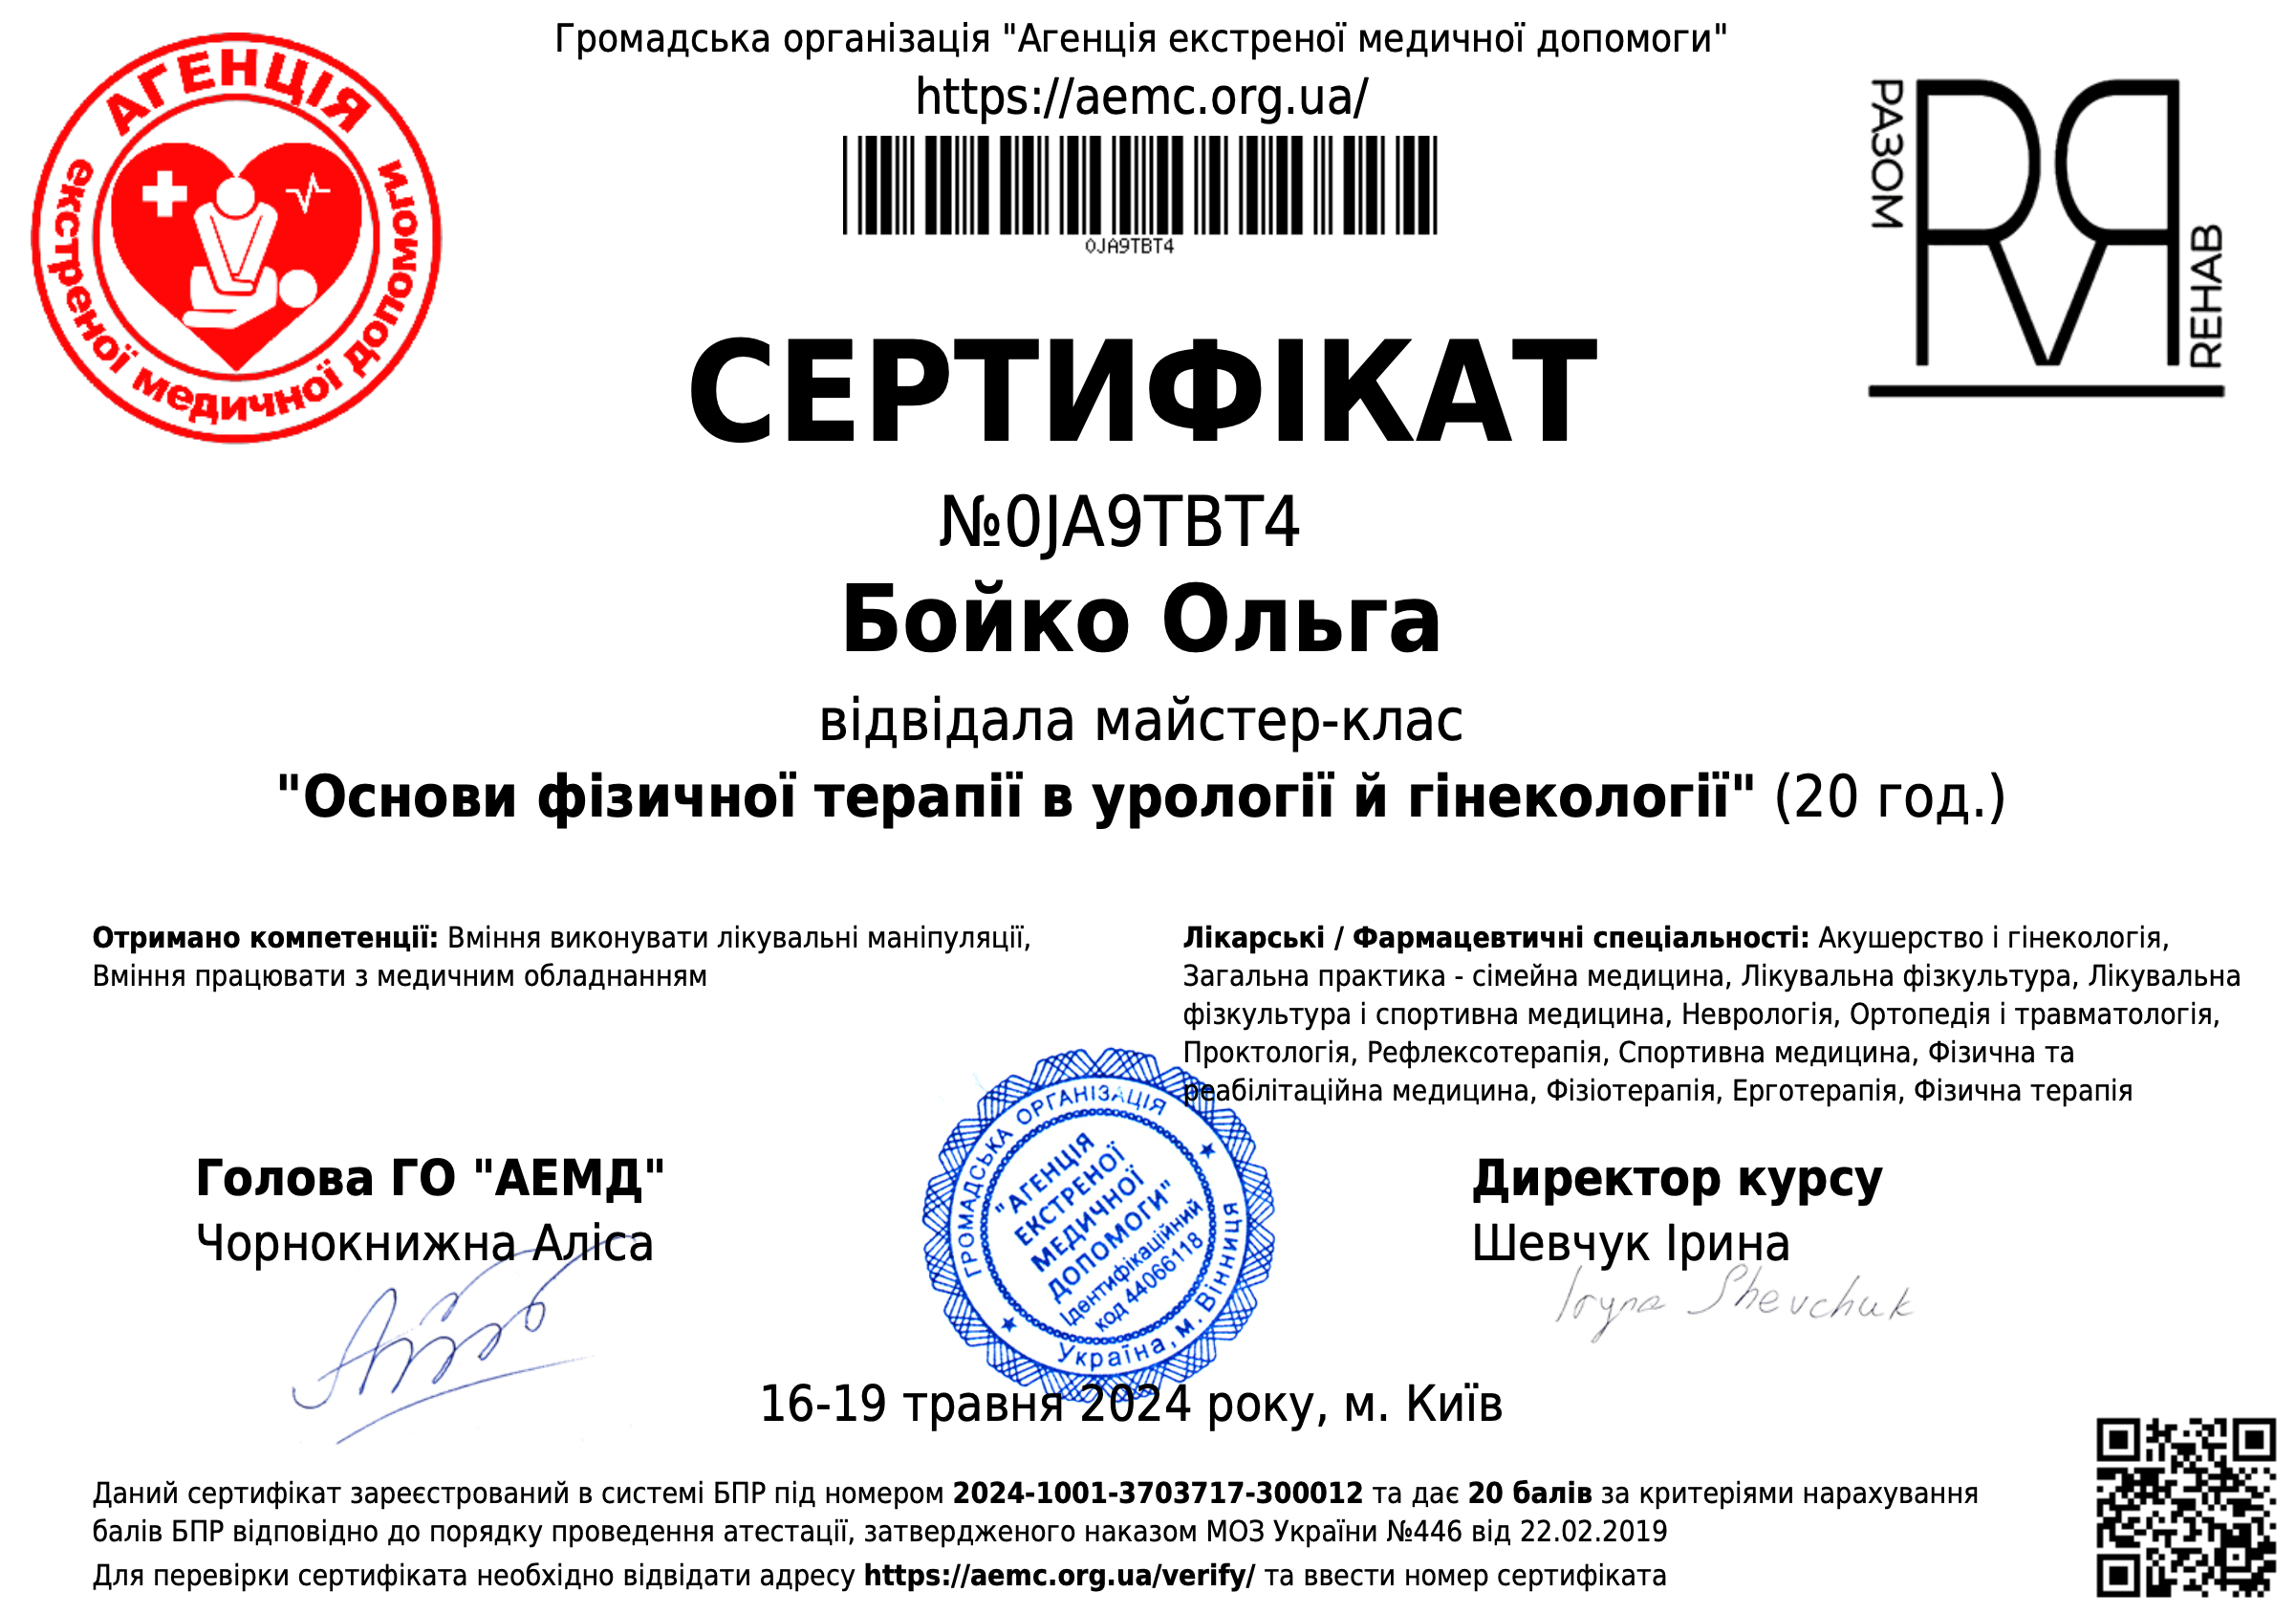 Громадська організація "Агенція екстреної медичної допомоги"
https://aemc.org.ua/
0JA9TBT4
АГЕНЦІЯ
екстреної медичної допомоги
РАЗОМ
REHAB
СЕРТИФІКАТ
№0JA9TBT4
Бойко Ольга
відвідала майстер-клас
"Основи фізичної терапії в урології й гінекології" (20 год.)
Отримано компетенції: Вміння виконувати лікувальні маніпуляції,
Вміння працювати з медичним обладнанням
Лікарські / Фармацевтичні спеціальності: Акушерство і гінекологія,
Загальна практика - сімейна медицина, Лікувальна фізкультура, Лікувальна
фізкультура і спортивна медицина, Неврологія, Ортопедія і травматологія,
Проктологія, Рефлексотерапія, Спортивна медицина, Фізична та
реабілітаційна медицина, Фізіотерапія, Ерготерапія, Фізична терапія
Голова ГО "АЕМД"
Чорнокнижна Аліса
ГРОМАДСЬКА ОРГАНІЗАЦІЯ
"АГЕНЦІЯ
ЕКСТРЕНОЇ
МЕДИЧНОЇ
ДОПОМОГИ"
Ідентифікаційний
код 44066118
Україна, м. Вінниця
Директор курсу
Шевчук Ірина
Iryna Shevchuk
16-19 травня 2024 року, м. Київ
Даний сертифікат зареєстрований в системі БПР під номером 2024-1001-3703717-300012 та дає 20 балів за критеріями нарахування
балів БПР відповідно до порядку проведення атестації, затвердженого наказом МОЗ України №446 від 22.02.2019
Для перевірки сертифіката необхідно відвідати адресу https://aemc.org.ua/verify/ та ввести номер сертифіката